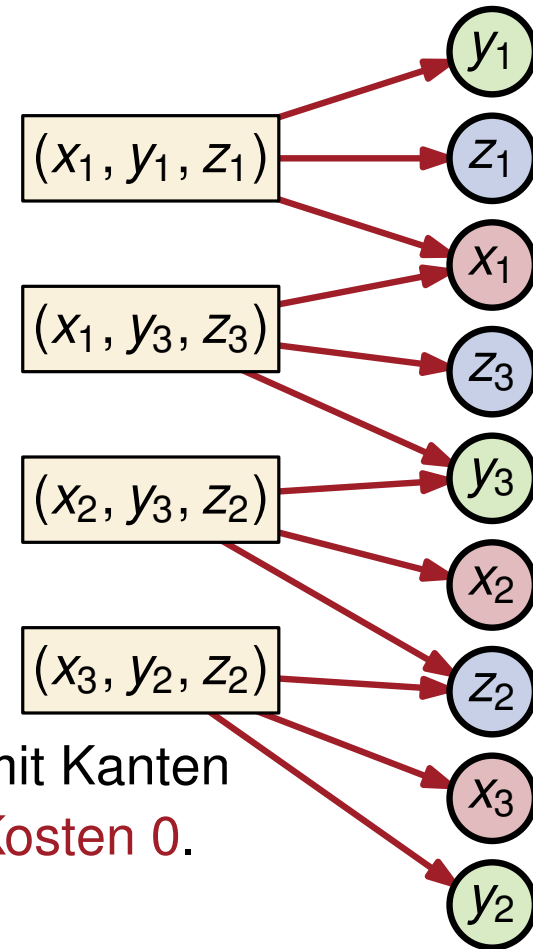 y₁
(x₁, y₁, z₁)
z₁
x₁
(x₁, y₃, z₃)
z₃
y₃
(x₂, y₃, z₂)
x₂
(x₃, y₂, z₂)
z₂
Kanten
x₃
Kosten 0.
y₂